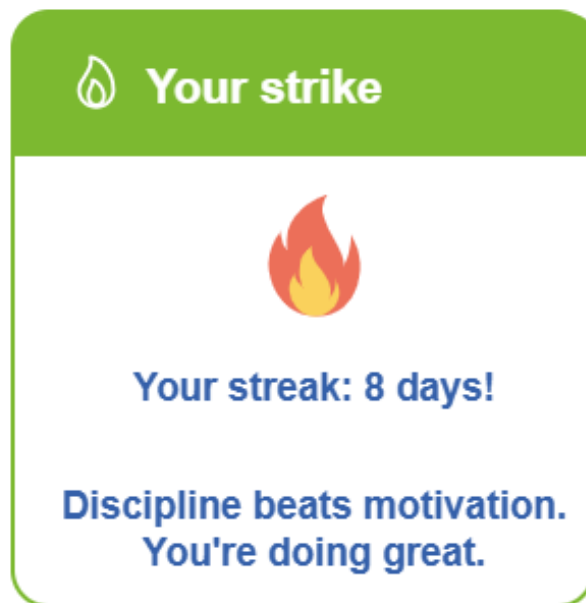 Your strike
Your streak: 8 days!
Discipline beats motivation.
You're doing great.